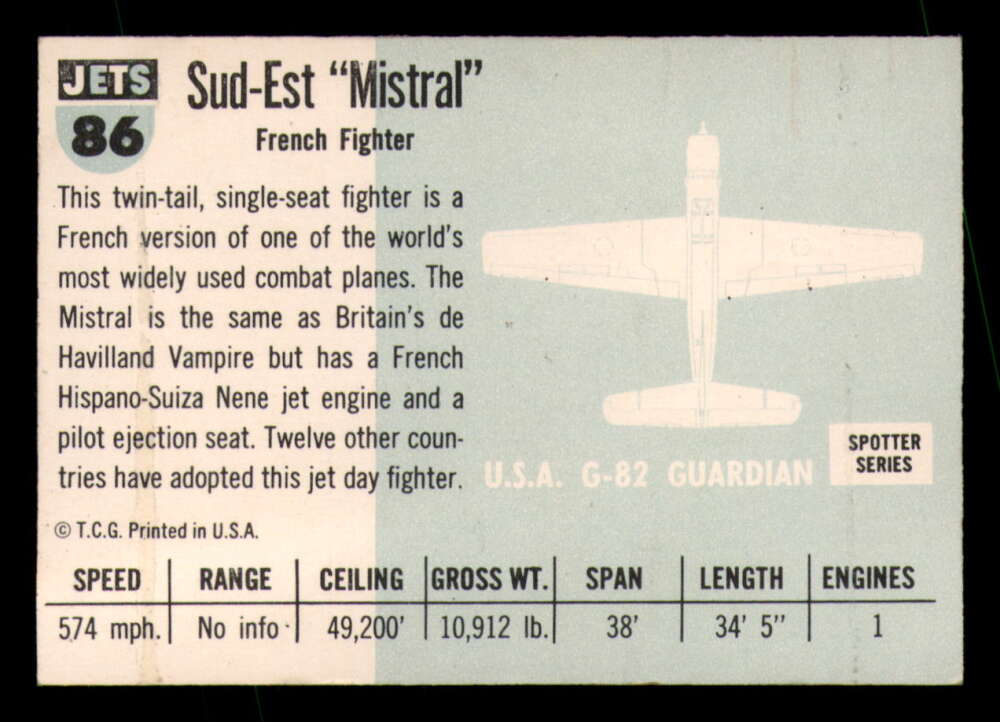 JETS
86
Sud-Est “Mistral”
French Fighter
This twin-tail, single-seat fighter is a
French version of one of the world's
most widely used combat planes. The
Mistral is the same as Britain's de
Havilland Vampire but has a French
Hispano-Suiza Nene jet engine and a
pilot ejection seat. Twelve other coun-
tries have adopted this jet day fighter.
© T.C.G. Printed in U.S.A.
U.S.A. G-82 GUARDIAN
SPOTTER
SERIES
SPEED RANGE CEILING GROSS WT. SPAN LENGTH ENGINES
574 mph. No info 49,200' 10,912 lb. 38' 34' 5" 1